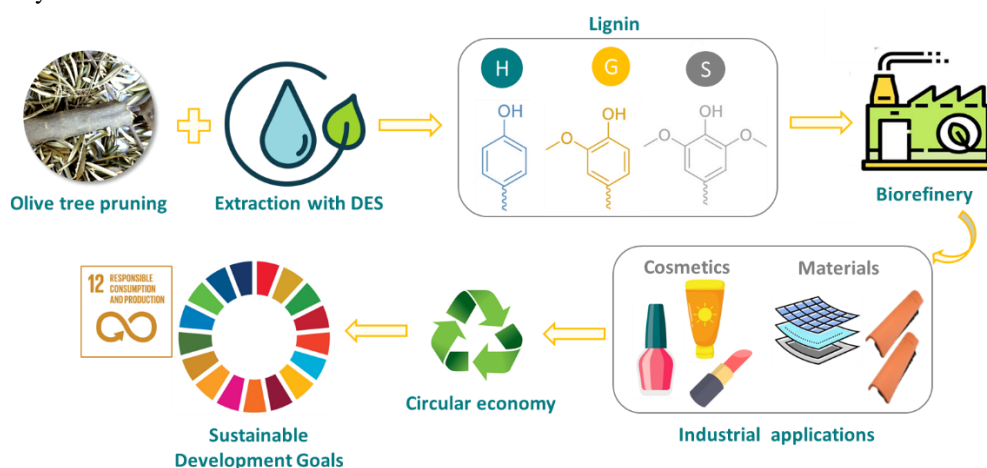 Lignin
H
G
S
OH
OH
OH
O
O
O
Olive tree pruning
Extraction with DES
Biorefinery
12 RESPONSIBLE
CONSUMPTION
AND PRODUCTION
Cosmetics
Materials
Circular economy
Industrial applications
Sustainable
Development Goals